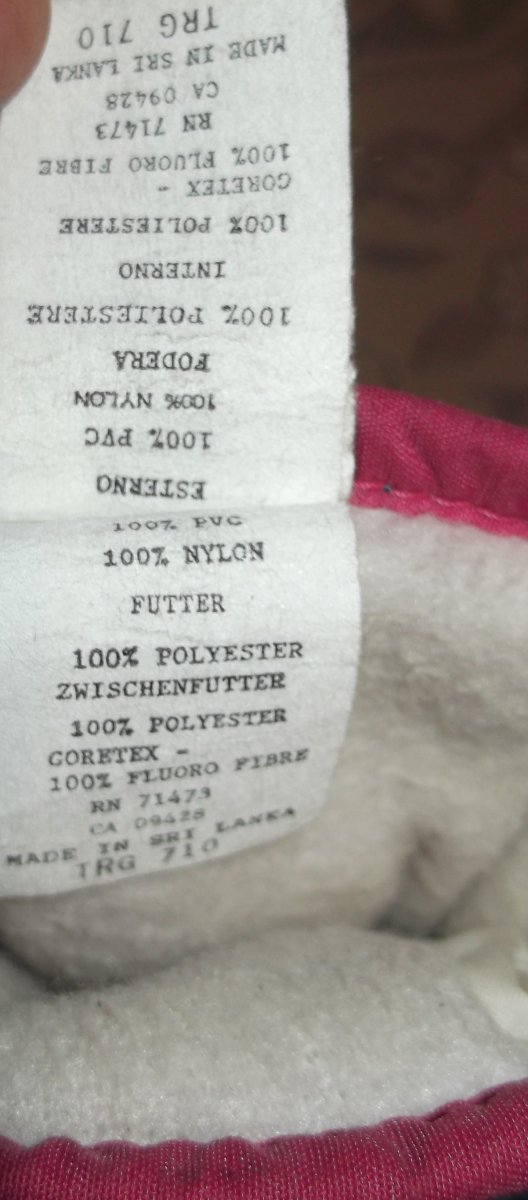 ESTERNO
100% PVC
100% NYLON
FODERA
100% POLIESTERE
INTERNO
100% POLIESTERE
GORETEX -
100% FLUORO FIBRE
RN 71473
CA 09428
MADE IN SRI LANKA
TRG 710
100% PVC
100% NYLON
FUTTER
100% POLYESTER
ZWISCHENFUTTER
100% POLYESTER
GORETEX -
100% FLUORO FIBRE
RN 71473
CA 09428
MADE IN SRI LANKA
TRG 710